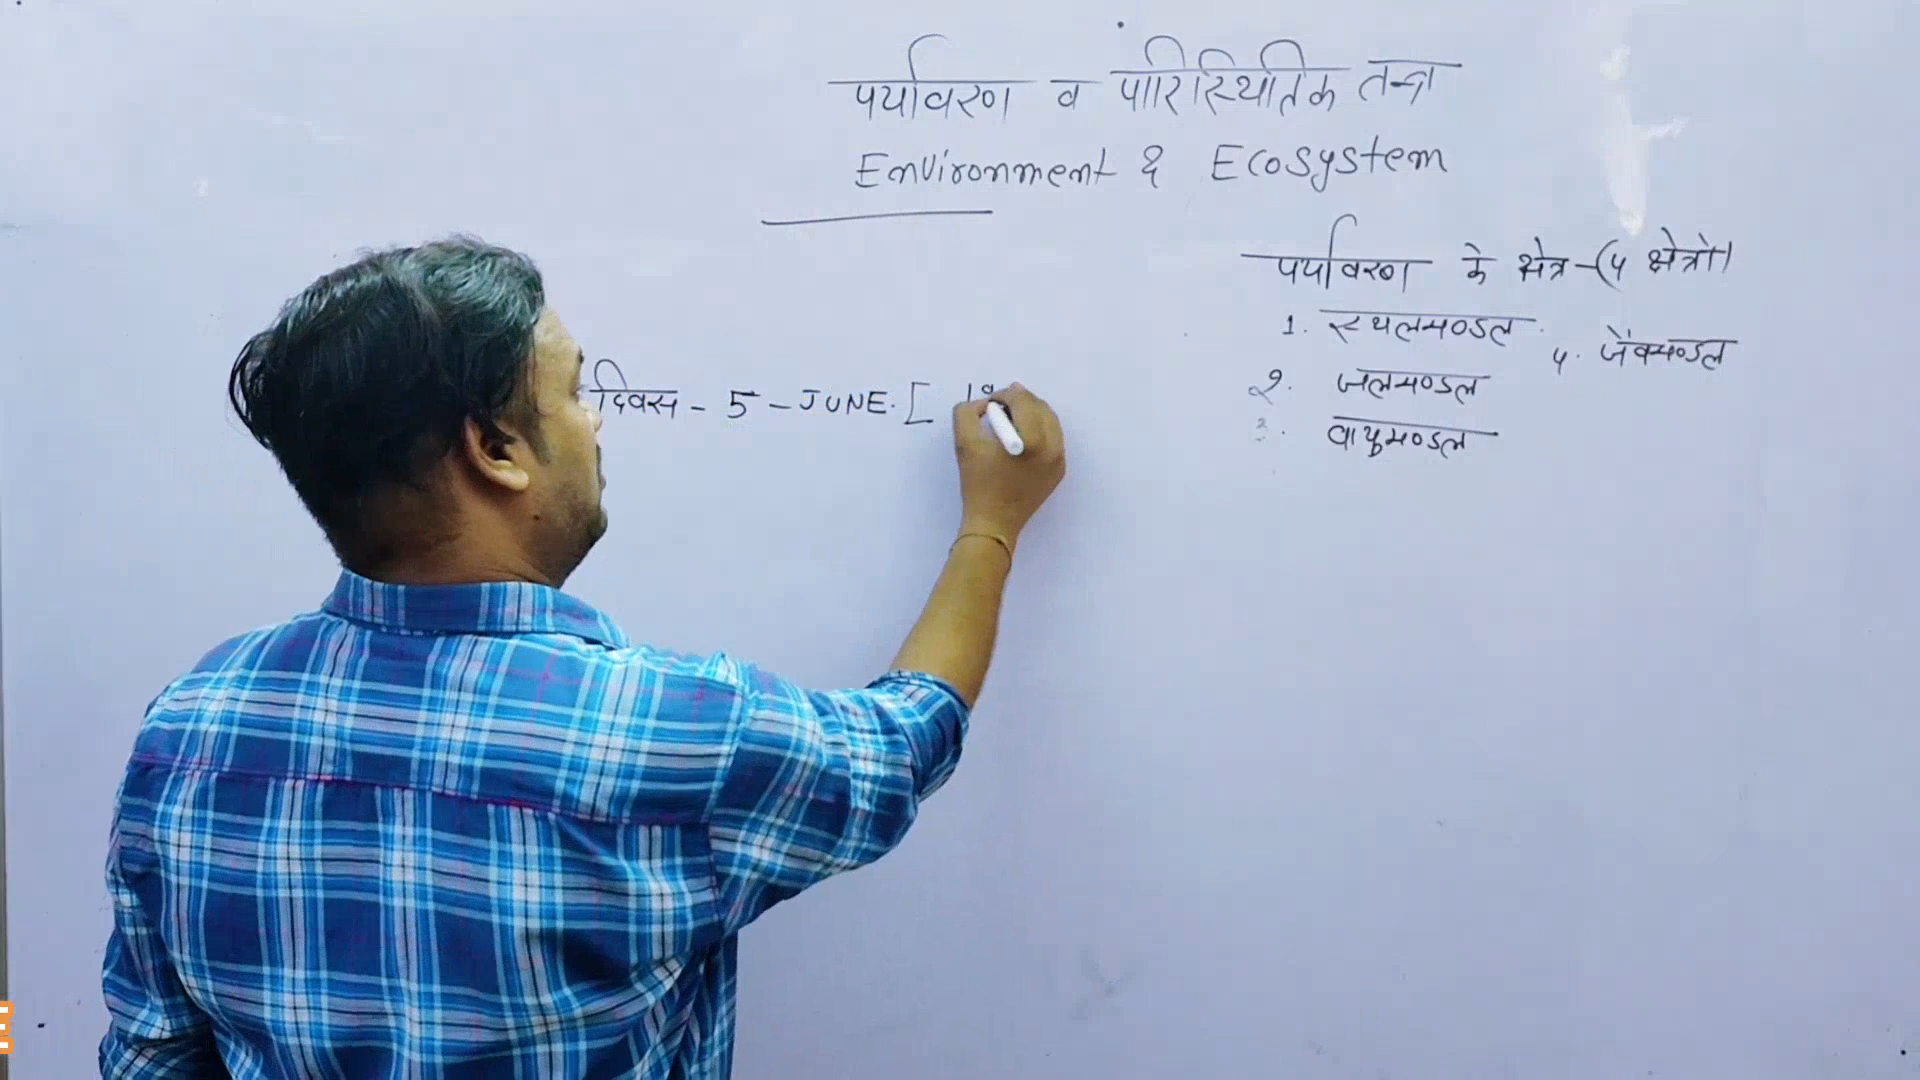 पर्यावरण व पारिस्थितिक तन्त्र
Environment & Ecosystem
पर्यावरण के क्षेत्र-(4 क्षेत्रों)
1. स्थलमण्डल
2. जलमण्डल
3. वायुमण्डल
4. जैवमण्डल
दिवस - 5 - JUNE. [ 19